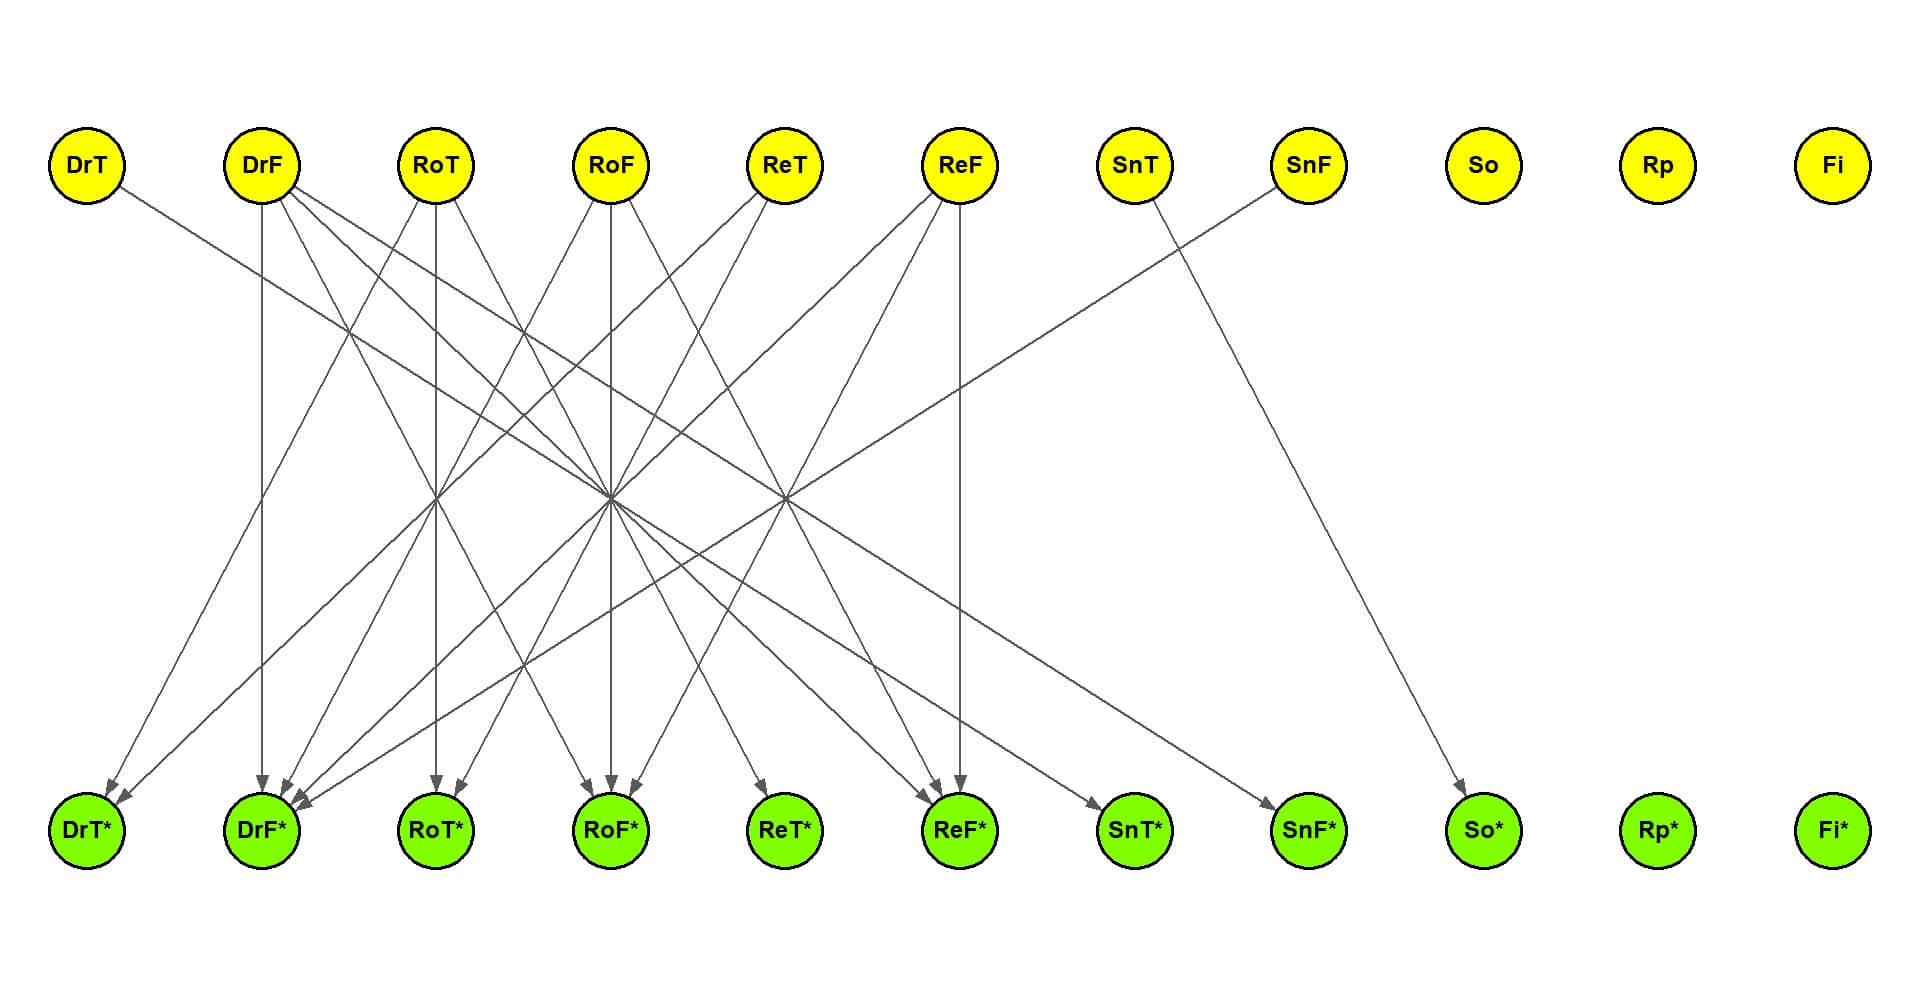 DrT DrF RoT RoF ReT ReF SnT SnF So Rp Fi
DrT* DrF* RoT* RoF* ReT* ReF* SnT* SnF* So* Rp* Fi*